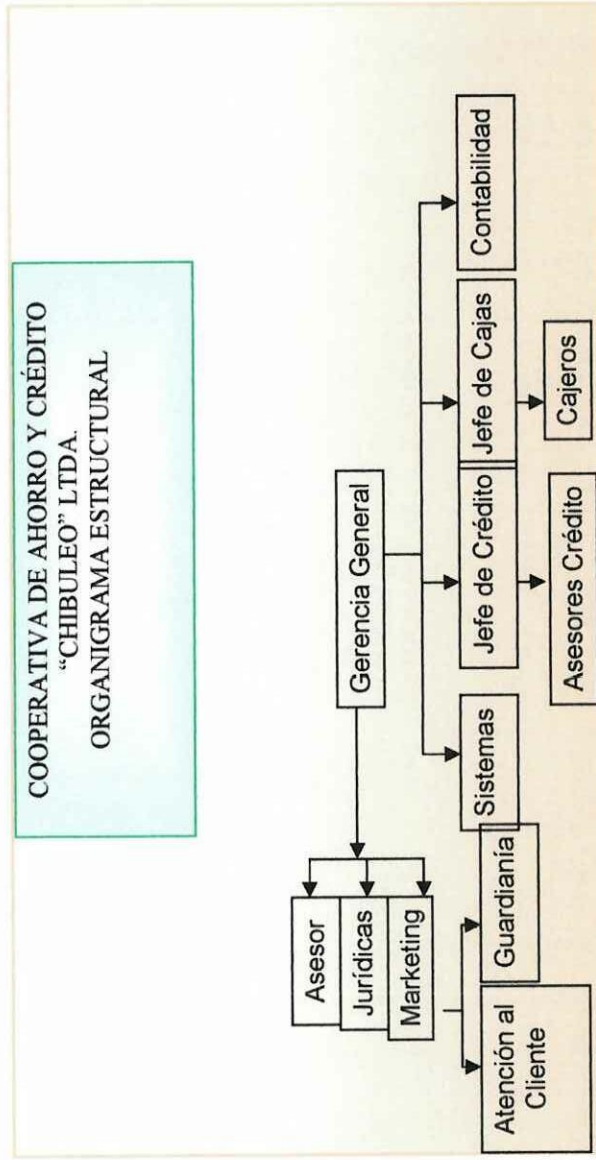 COOPERATIVA DE AHORRO Y CRÉDITO
“CHIBULEO” LTDA.
ORGANIGRAMA ESTRUCTURAL
Gerencia General
Asesor
Jurídicas
Marketing
Sistemas
Jefe de Crédito
Jefe de Cajas
Contabilidad
Atención al
Cliente
Guardianía
Asesores Crédito
Cajeros